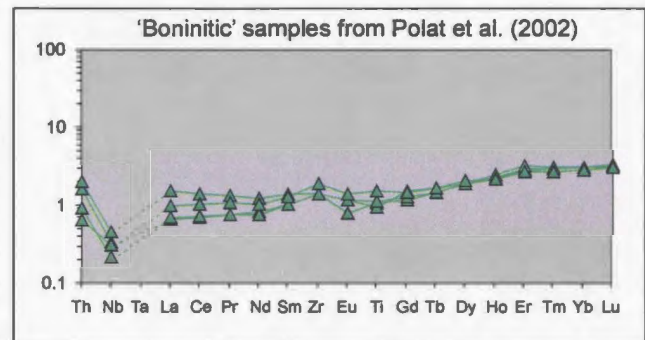 'Boninitic' samples from Polat et al. (2002)
100
10
1
0.1
Th Nb Ta La Ce Pr Nd Sm Zr Eu Ti Gd Tb Dy Ho Er Tm Yb Lu